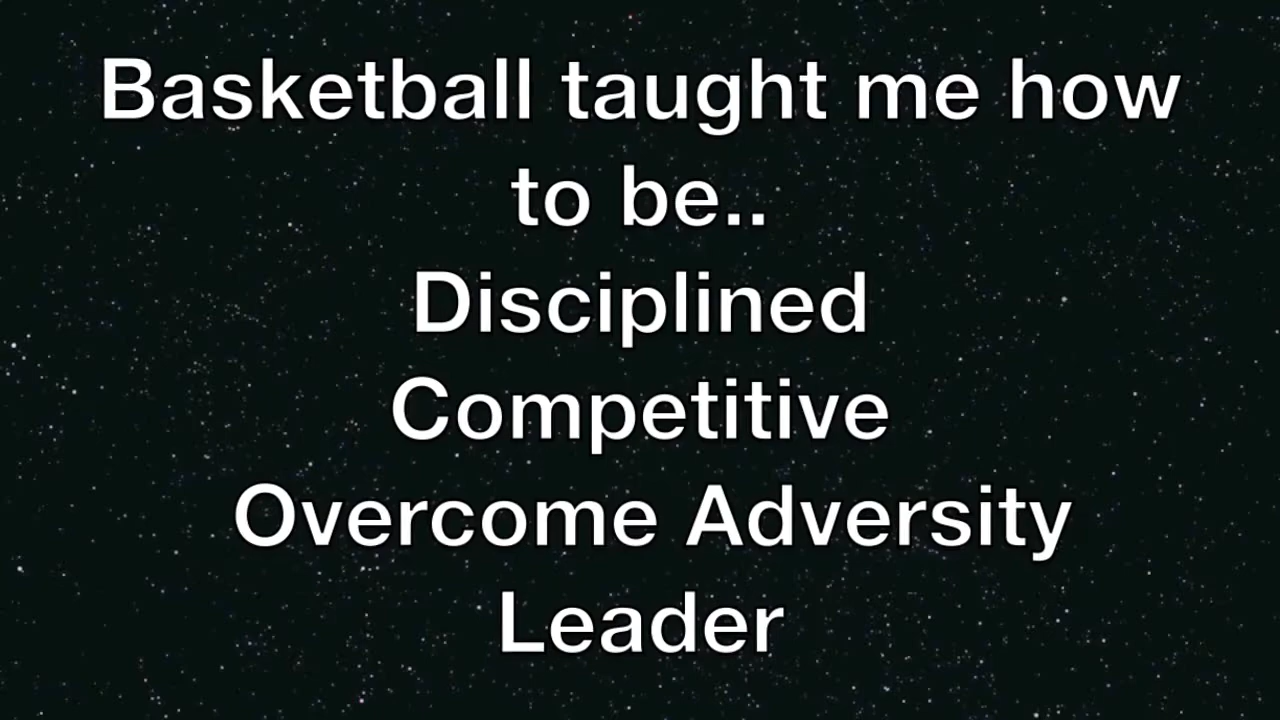 Basketball taught me how
to be..
Disciplined
Competitive
Overcome Adversity
Leader